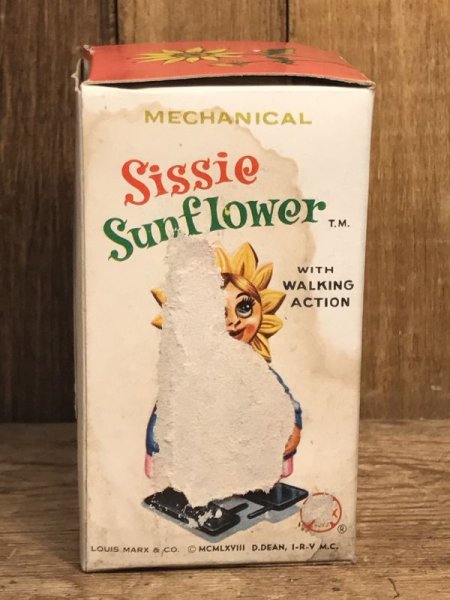 MECHANICAL
Sissie
Sunflower T.M.
WITH
WALKING
ACTION
®
LOUIS MARX & CO. © MCMLXVIII D.DEAN, I-R-V M.C.